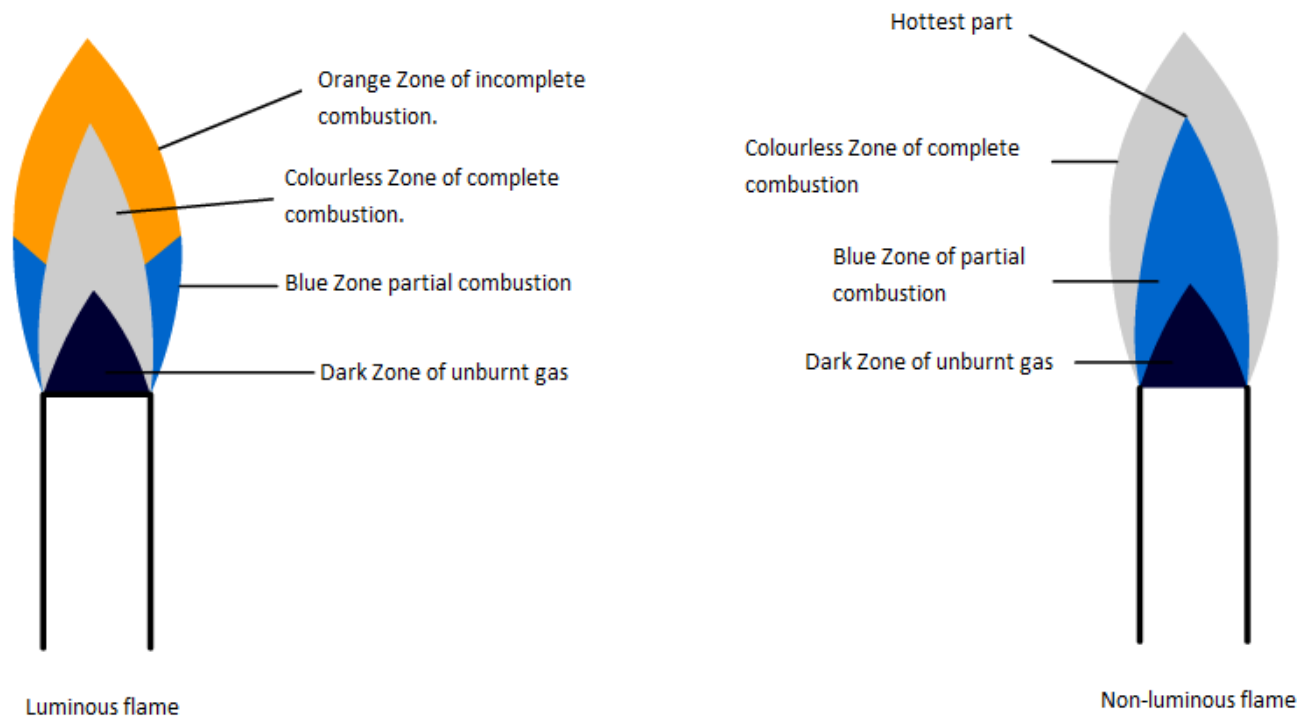 Orange Zone of incomplete
combustion.
Colourless Zone of complete
combustion.
Blue Zone partial combustion
Dark Zone of unburnt gas
Luminous flame
Hottest part
Colourless Zone of complete
combustion
Blue Zone of partial
combustion
Dark Zone of unburnt gas
Non-luminous flame